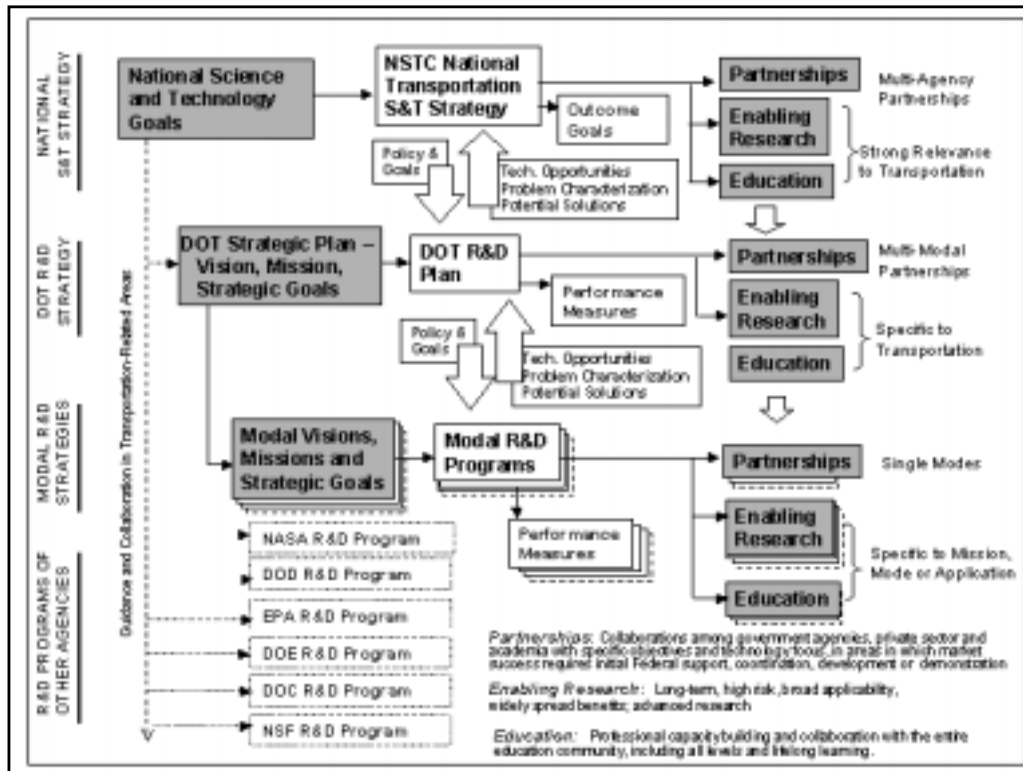 NATIONAL
S&T STRATEGY
National Science
and Technology
Goals
NSTC National
Transportation
S&T Strategy
Outcome
Goals
Partnerships
Multi-Agency
Partnerships
Enabling
Research
Strong Relevance
to Transportation
Education
Policy &
Goals
Tech. Opportunities
Problem Characterization
Potential Solutions
DOT R&D
STRATEGY
DOT Strategic Plan –
Vision, Mission,
Strategic Goals
DOT R&D
Plan
Performance
Measures
Partnerships
Multi-Modal
Partnerships
Enabling
Research
Specific to
Transportation
Education
Policy &
Goals
Tech. Opportunities
Problem Characterization
Potential Solutions
Guidance and Collaboration in Transportation-Related Areas
MODAL R&D
STRATEGIES
Modal Visions,
Missions and
Strategic Goals
Modal R&D
Programs
Performance
Measures
Partnerships
Single Modes
Enabling
Research
Specific to Mission,
Mode or Application
Education
R&D PROGRAMS OF
OTHER AGENCIES
NASA R&D Program
DOD R&D Program
EPA R&D Program
DOE R&D Program
DOC R&D Program
NSF R&D Program
Partnerships: Collaborations among government agencies, private sector and
academia with specific objectives and technology focus, in areas in which market
success requires initial Federal support, coordination, development or demonstration
Enabling Research: Long-term, high risk, broad applicability,
widely spread benefits; advanced research
Education: Professional capacity building and collaboration with the entire
education community, including all levels and lifelong learning.